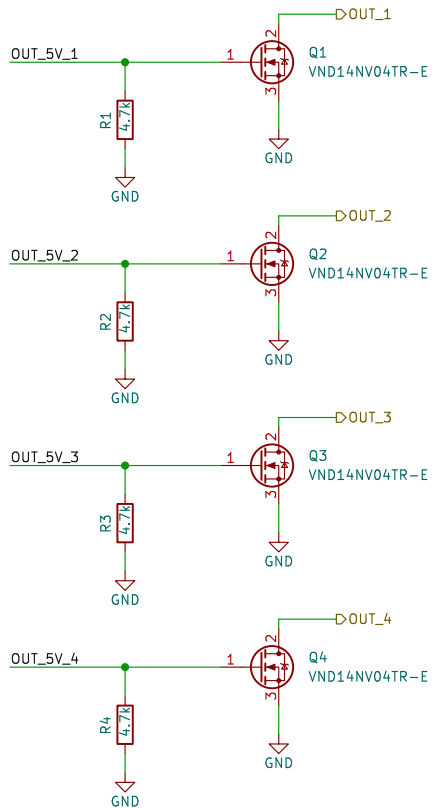 OUT_1
2
OUT_5V_1
1
Q1
VND14NV04TR-E
3
R1
4.7k
GND
GND
OUT_2
2
OUT_5V_2
1
Q2
VND14NV04TR-E
3
R2
4.7k
GND
GND
OUT_3
2
OUT_5V_3
1
Q3
VND14NV04TR-E
3
R3
4.7k
GND
GND
OUT_4
2
OUT_5V_4
1
Q4
VND14NV04TR-E
3
R4
4.7k
GND
GND